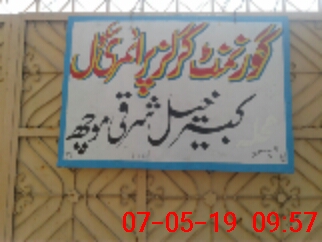 گورنمنٹ گرلز پرائمری سکول
کبیر خیل شرقی موچھ
07-05-19 09:57